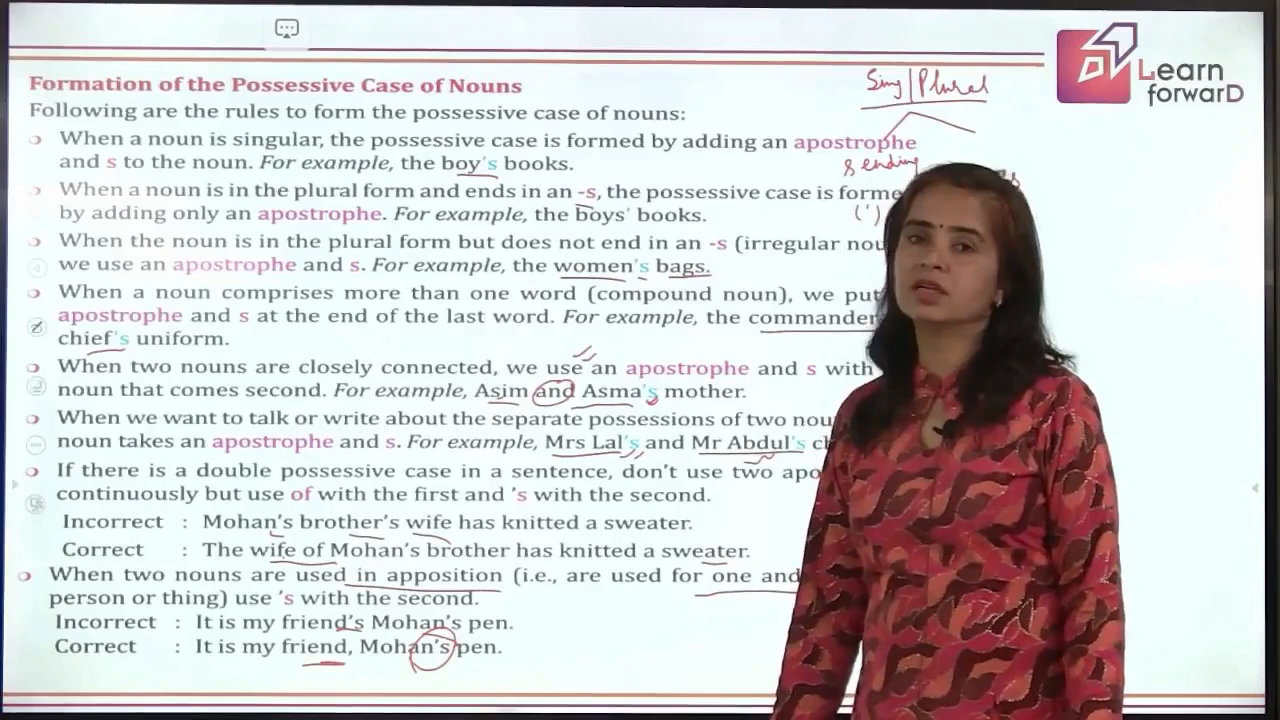 Learn
forwarD
Sing|Plural
Formation of the Possessive Case of Nouns
Following are the rules to form the possessive case of nouns:
When a noun is singular, the possessive case is formed by adding an apostrophe
and s to the noun. For example, the boy's books.
s ending
When a noun is in the plural form and ends in an -s, the possessive case is forme
by adding only an apostrophe. For example, the boys' books.
(')
When the noun is in the plural form but does not end in an -s (irregular nou
we use an apostrophe and s. For example, the women's bags.
When a noun comprises more than one word (compound noun), we put
apostrophe and s at the end of the last word. For example, the commander
chief's uniform.
When two nouns are closely connected, we use an apostrophe and s with
noun that comes second. For example, Asim and Asma's mother.
When we want to talk or write about the separate possessions of two nou
noun takes an apostrophe and s. For example, Mrs Lal's and Mr Abdul's c
If there is a double possessive case in a sentence, don't use two apo
continuously but use of with the first and 's with the second.
Incorrect : Mohan's brother's wife has knitted a sweater.
Correct : The wife of Mohan's brother has knitted a sweater.
When two nouns are used in apposition (i.e., are used for one and
person or thing) use 's with the second.
Incorrect : It is my friend's Mohan's pen.
Correct : It is my friend, Mohan's pen.